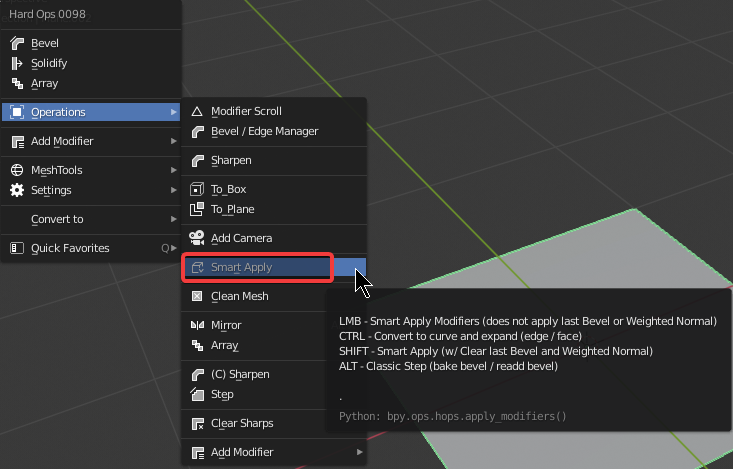 Hard Ops 0098
Bevel
Solidify
Array
Operations
Add Modifier
MeshTools
Settings
Convert to
Quick Favorites Q
Modifier Scroll
Bevel / Edge Manager
Sharpen
To_Box
To_Plane
Add Camera
Smart Apply
Clean Mesh
Mirror
Array
(C) Sharpen
Step
Clear Sharps
Add Modifier
LMB - Smart Apply Modifiers (does not apply last Bevel or Weighted Normal)
CTRL - Convert to curve and expand (edge / face)
SHIFT - Smart Apply (w/ Clear last Bevel and Weighted Normal)
ALT - Classic Step (bake bevel / readd bevel)
.
Python: bpy.ops.hops.apply_modifiers()